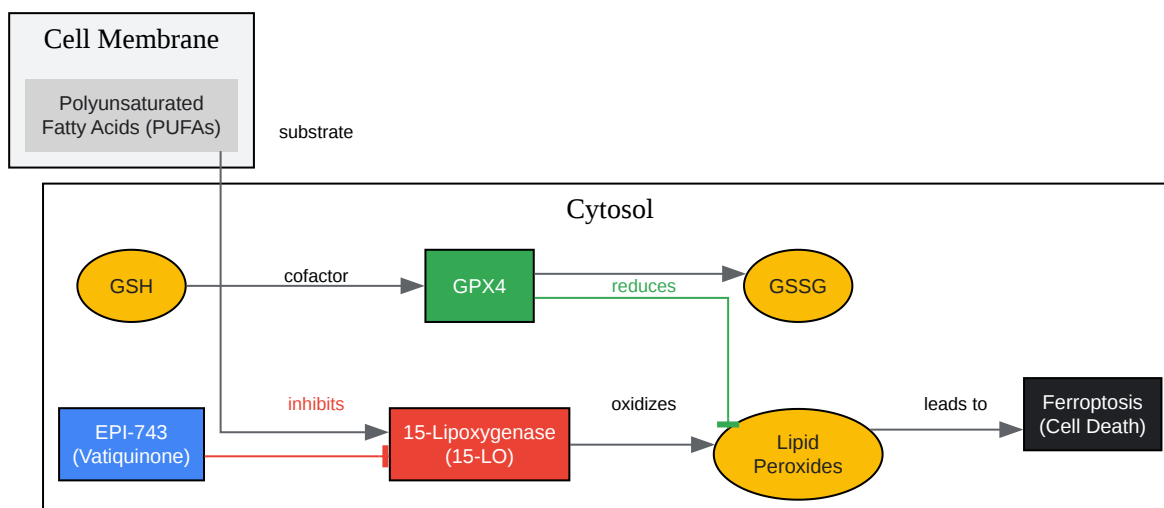 Cell Membrane
Polyunsaturated
Fatty Acids (PUFAs)
substrate
Cytosol
GSH
cofactor
GPX4
reduces
GSSG
EPI-743
(Vatiquinone)
inhibits
15-Lipoxygenase
(15-LO)
oxidizes
Lipid
Peroxides
leads to
Ferroptosis
(Cell Death)